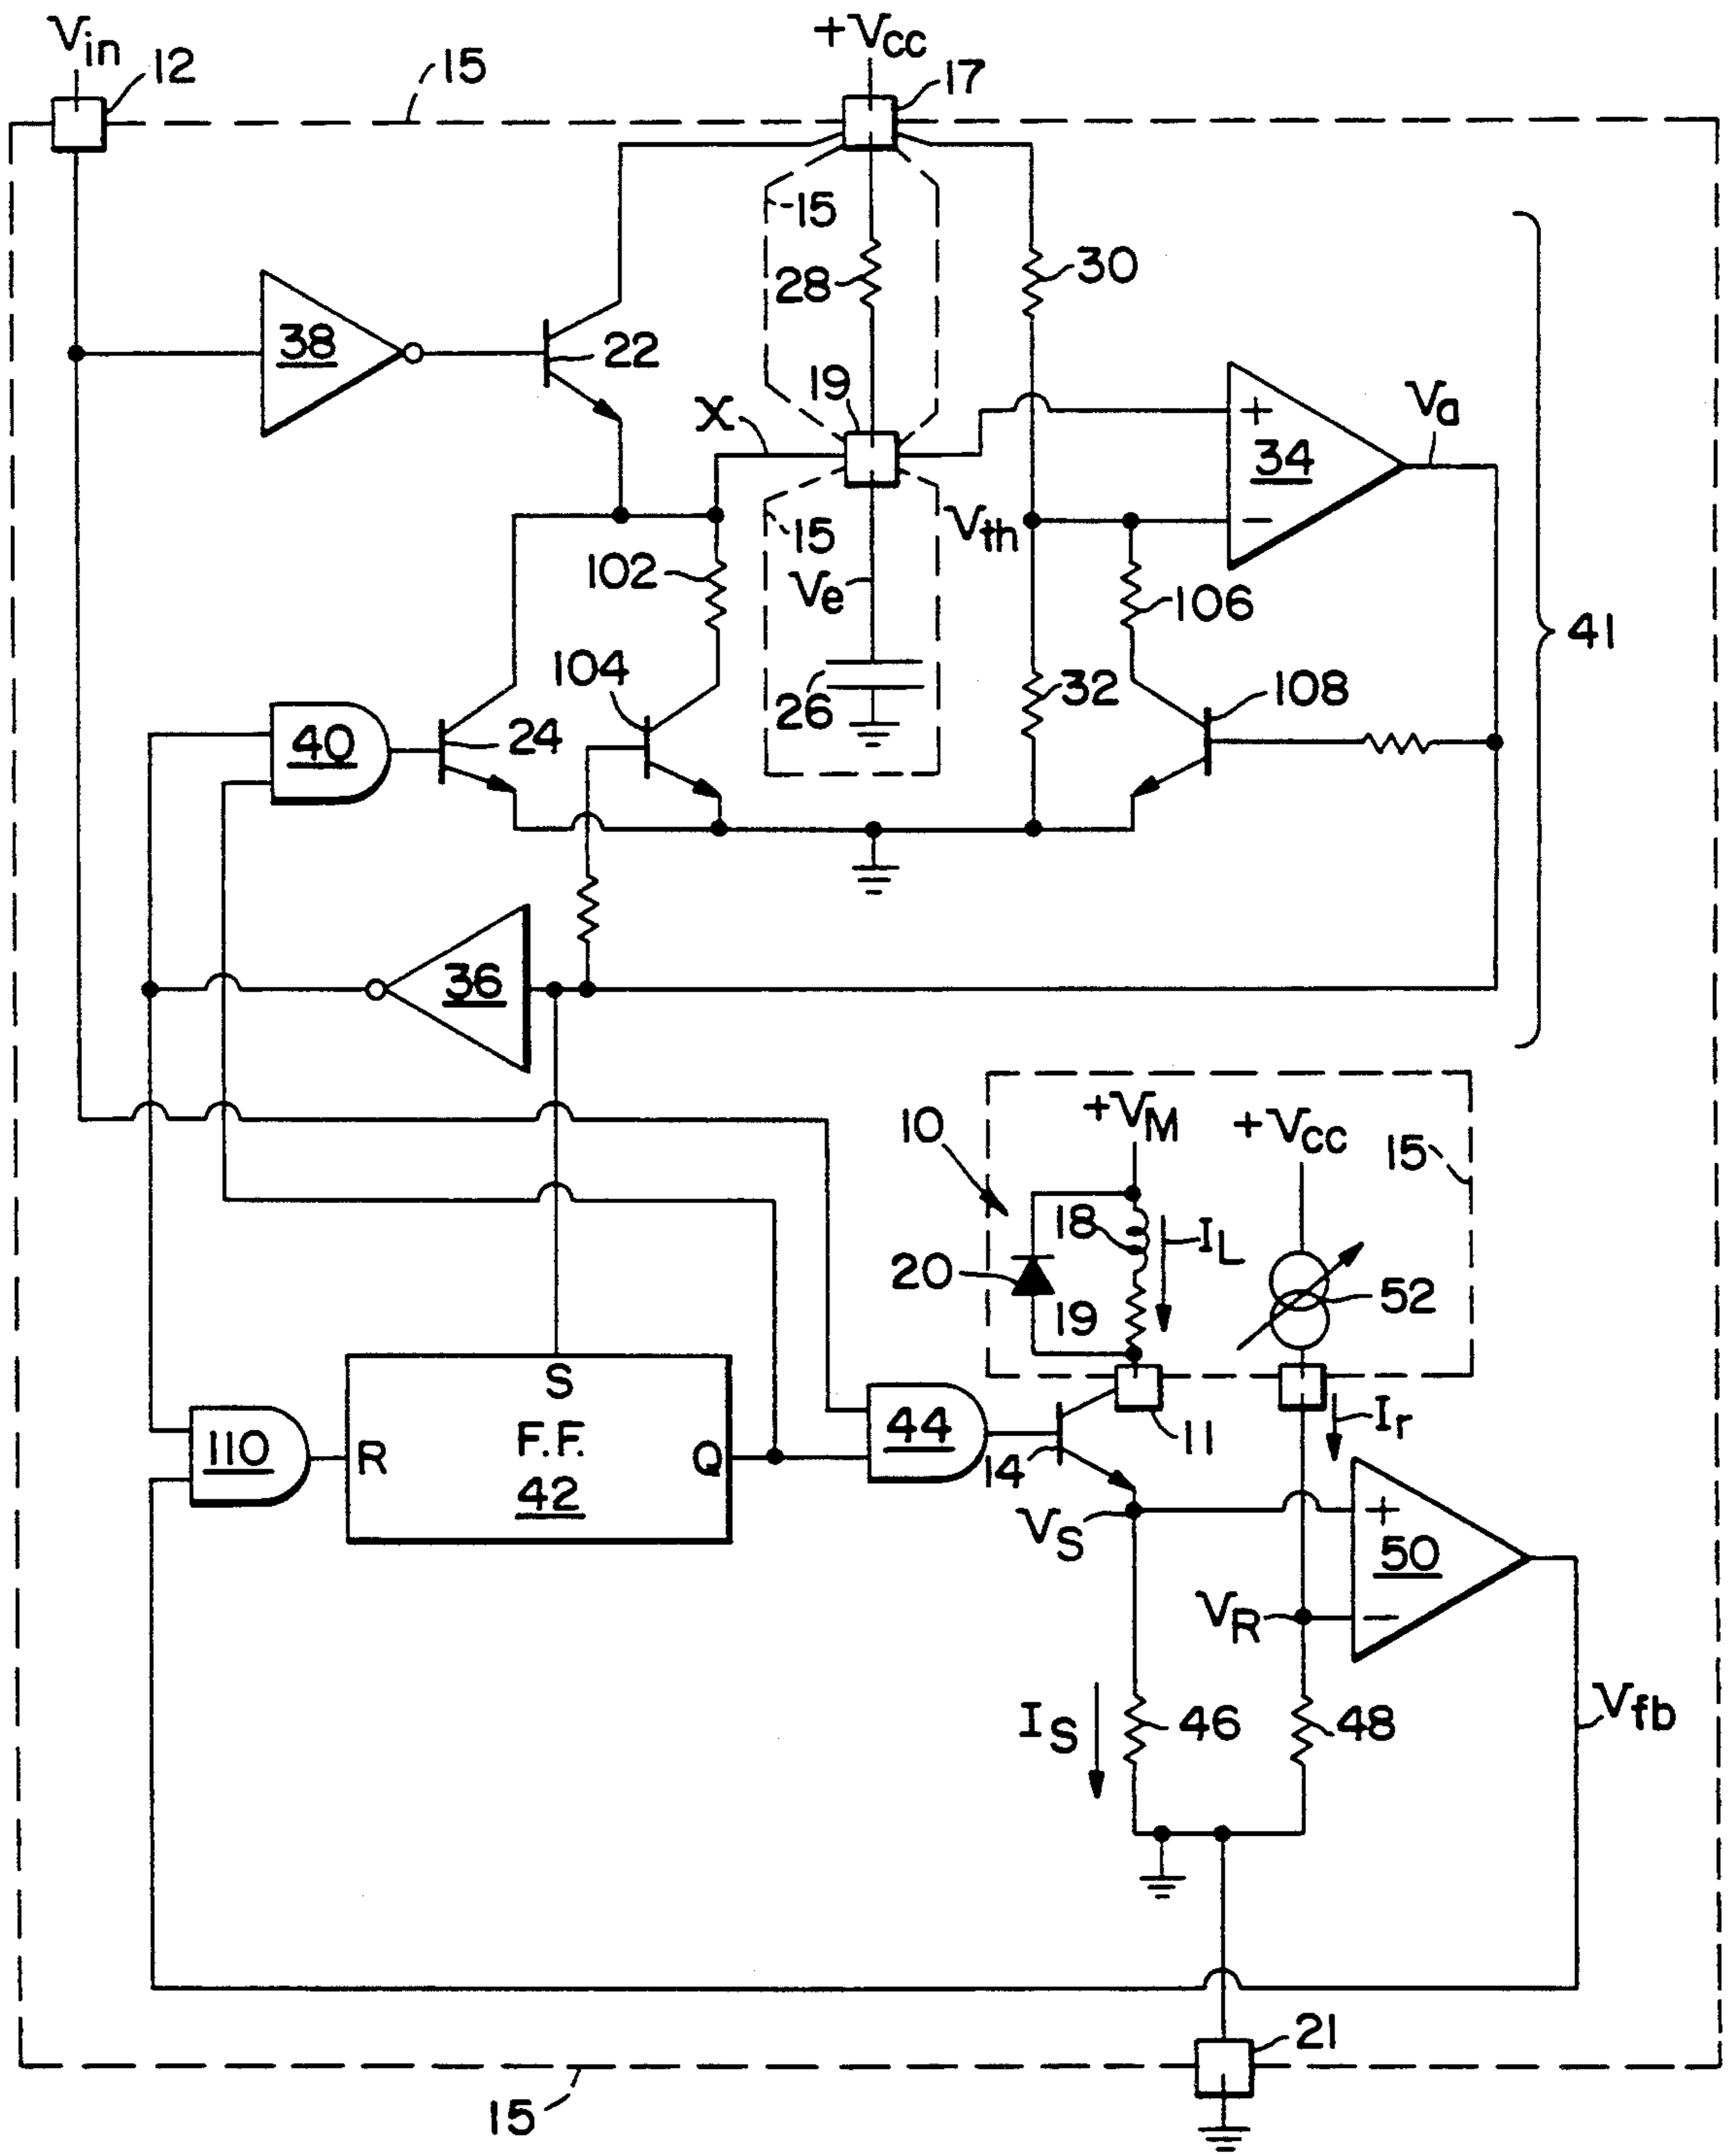 Vin
12
15
+Vcc
17
15
28
30
38
22
19
X
34
+
−
Va
Vth
15
102
Ve
106
41
104
26
32
108
40
24
36
10
+VM
+Vcc
15
18
IL
20
19
52
S
F.F.
42
R
Q
110
44
14
11
Ir
VS
+
50
−
VR
IS
46
48
Vfb
21
15